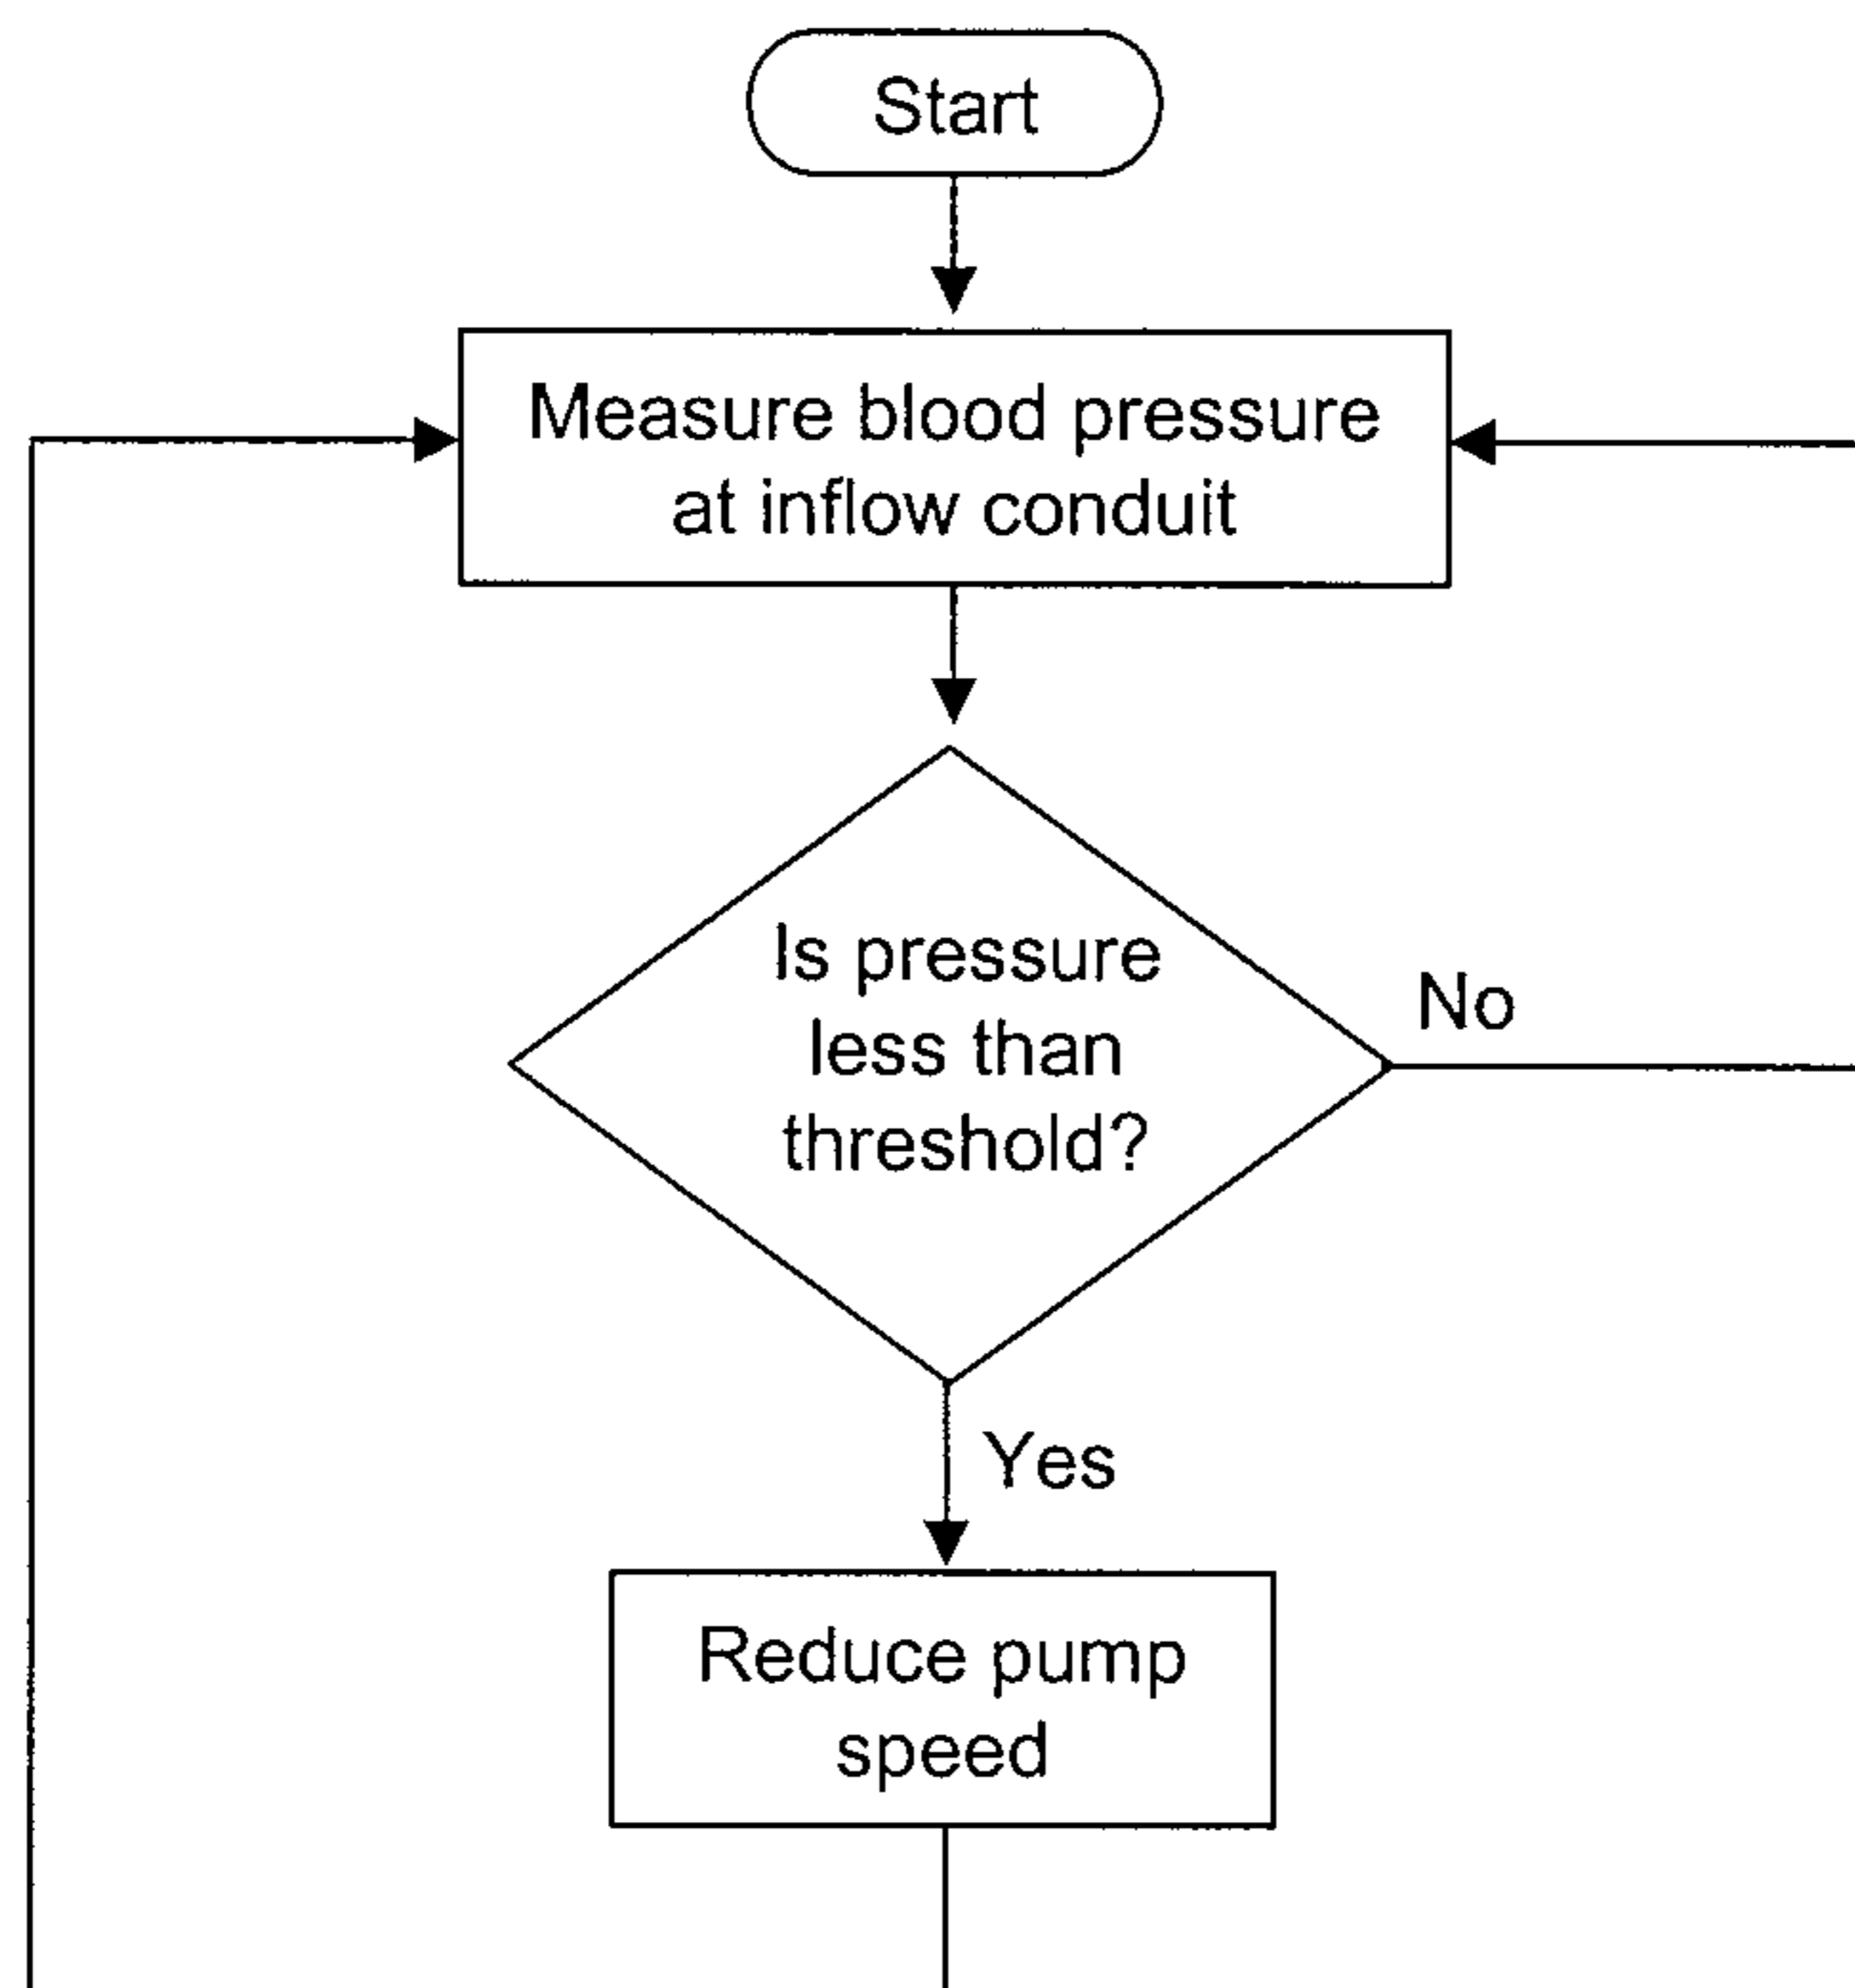 Start
Measure blood pressure
at inflow conduit
Is pressure
less than
threshold?
No
Yes
Reduce pump
speed